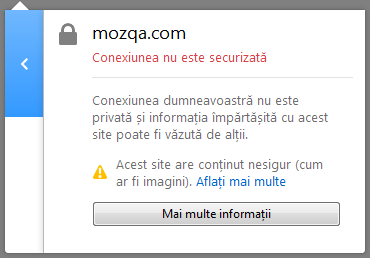 mozqa.com
Conexiunea nu este securizată
Conexiunea dumneavoastră nu este
privată și informația împărtășită cu acest
site poate fi văzută de alții.
Acest site are conținut nesigur (cum
ar fi imagini). Aflați mai multe
Mai multe informații